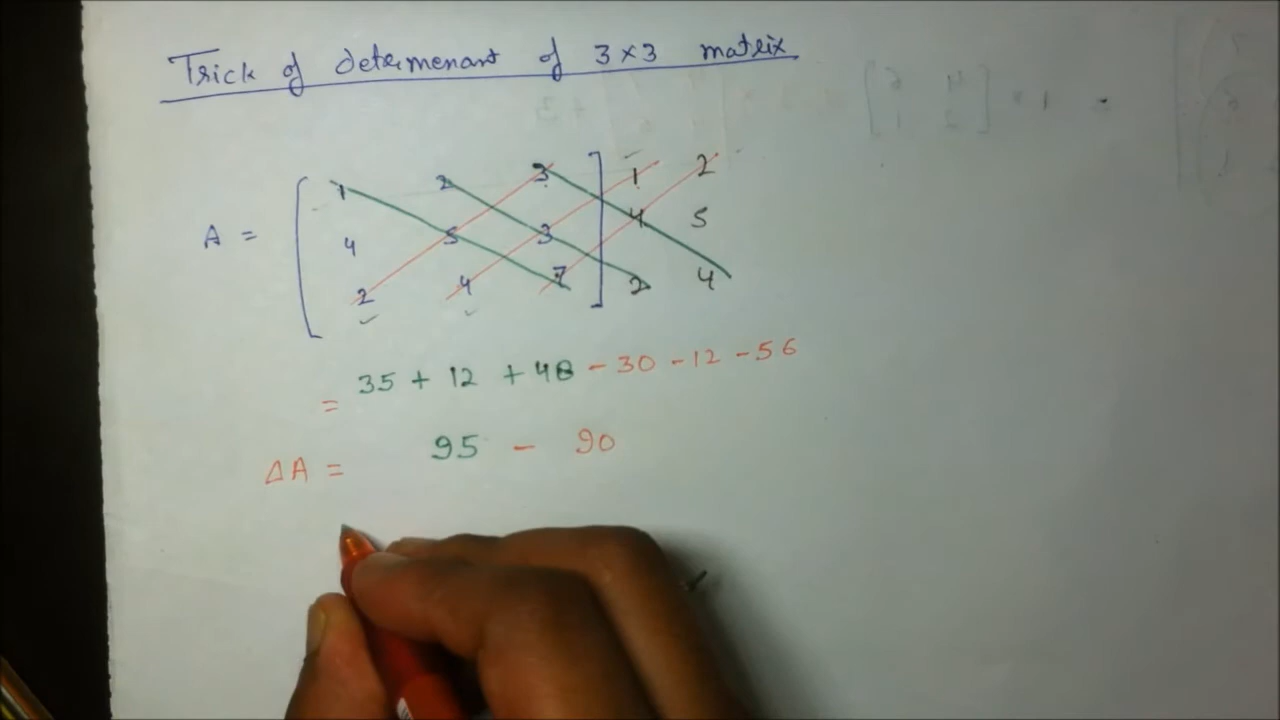 Trick of determenant of 3×3 matrix
1 2 3 1 2
A = 4 5 3 4 5
2 4 7 2 4
= 35 + 12 + 48 - 30 - 12 - 56
ΔA = 95 - 90